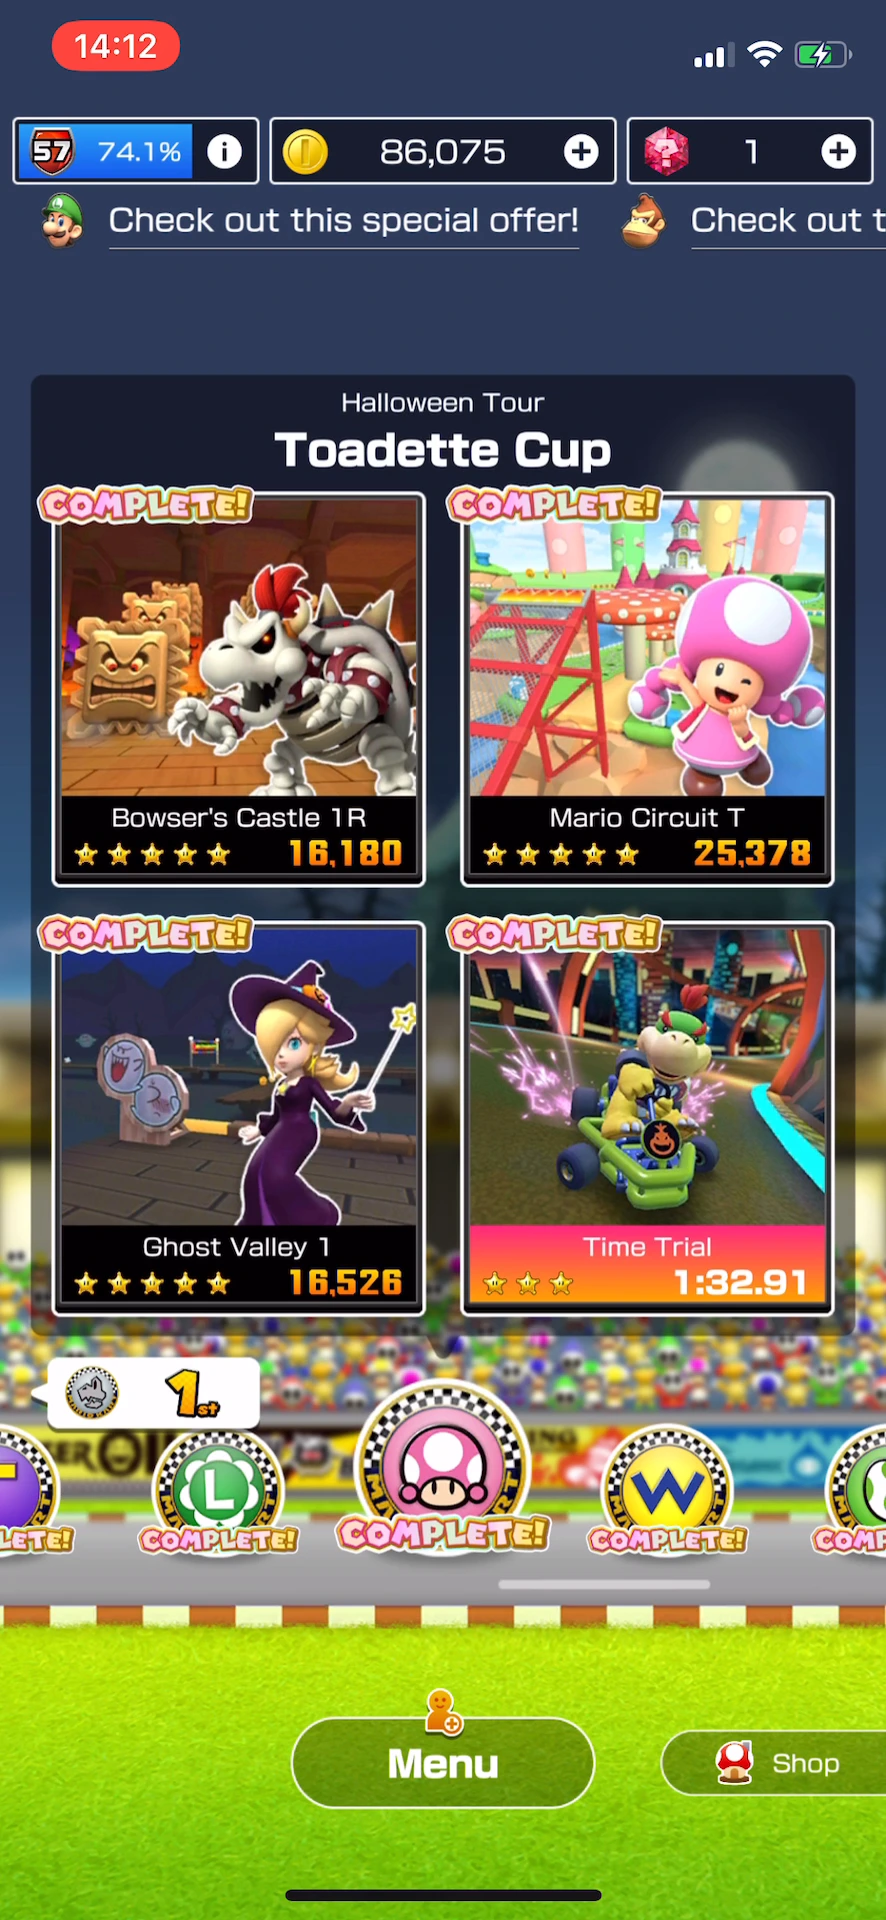 14:12
57 74.1% i 86,075 1
Check out this special offer! Check out t
Halloween Tour
Toadette Cup
COMPLETE! COMPLETE!
Bowser's Castle 1R Mario Circuit T
16,180 25,378
COMPLETE! COMPLETE!
Ghost Valley 1 Time Trial
16,526 1:32.91
1st
L W
LETE! COMPLETE! COMPLETE! COMPLETE! COMP
Menu Shop